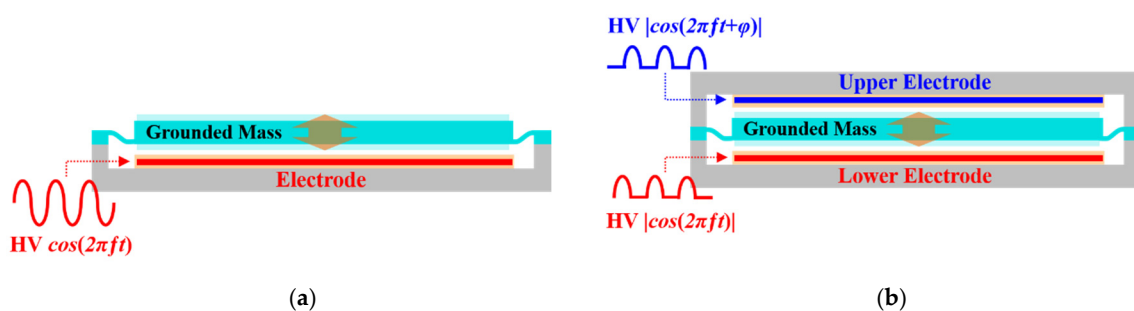 Grounded Mass
Electrode
HV cos(2πft)
(a)
HV |cos(2πft+φ)|
Upper Electrode
Grounded Mass
Lower Electrode
HV |cos(2πft)|
(b)